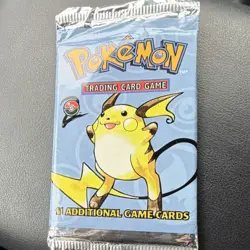 POKéMON
TRADING CARD GAME
11 ADDITIONAL GAME CARDS